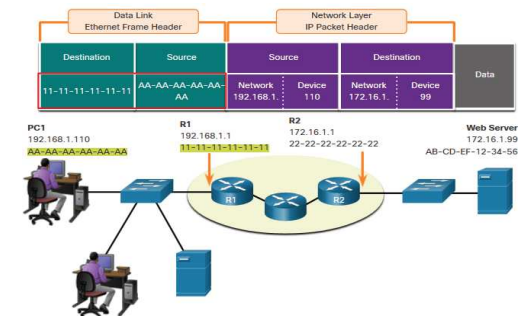 Data Link
Ethernet Frame Header
Network Layer
IP Packet Header
Destination
Source
Source
Destination
Data
11-11-11-11-11-11
AA-AA-AA-AA-AA-
AA
Network
192.168.1.
Device
110
Network
172.16.1.
Device
99
PC1
192.168.1.110
AA-AA-AA-AA-AA-AA
R1
192.168.1.1
11-11-11-11-11-11
R2
172.16.1.1
22-22-22-22-22-22
Web Server
172.16.1.99
AB-CD-EF-12-34-56
R1
R2